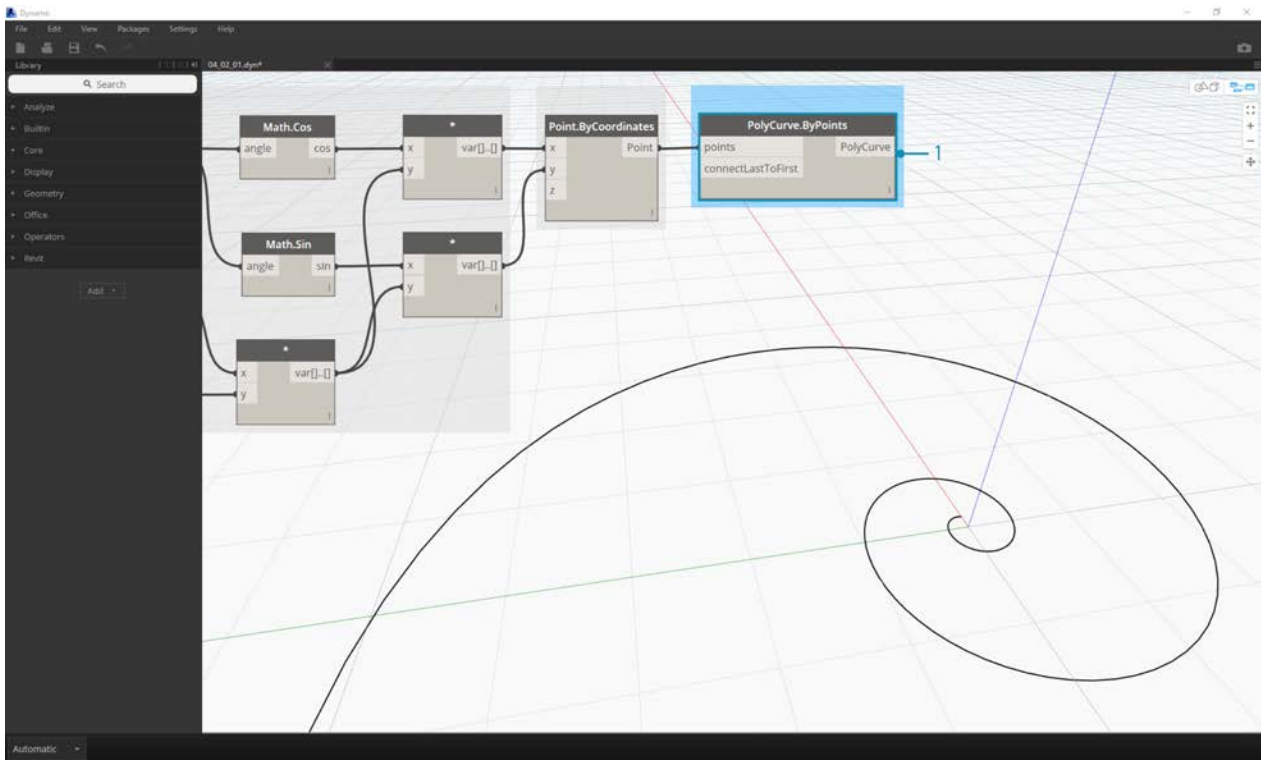 Dynamo
File Edit View Packages Settings Help
Library
04_02_01.dyn*
Search
Analyze
BuiltIn
Core
Display
Geometry
Office
Operators
Revit
Add
Math.Cos
angle cos
*
x var[]..[]
y
Point.ByCoordinates
x Point
y
z
PolyCurve.ByPoints
points PolyCurve
connectLastToFirst
1
Math.Sin
angle sin
*
x var[]..[]
y
*
x var[]..[]
y
Automatic